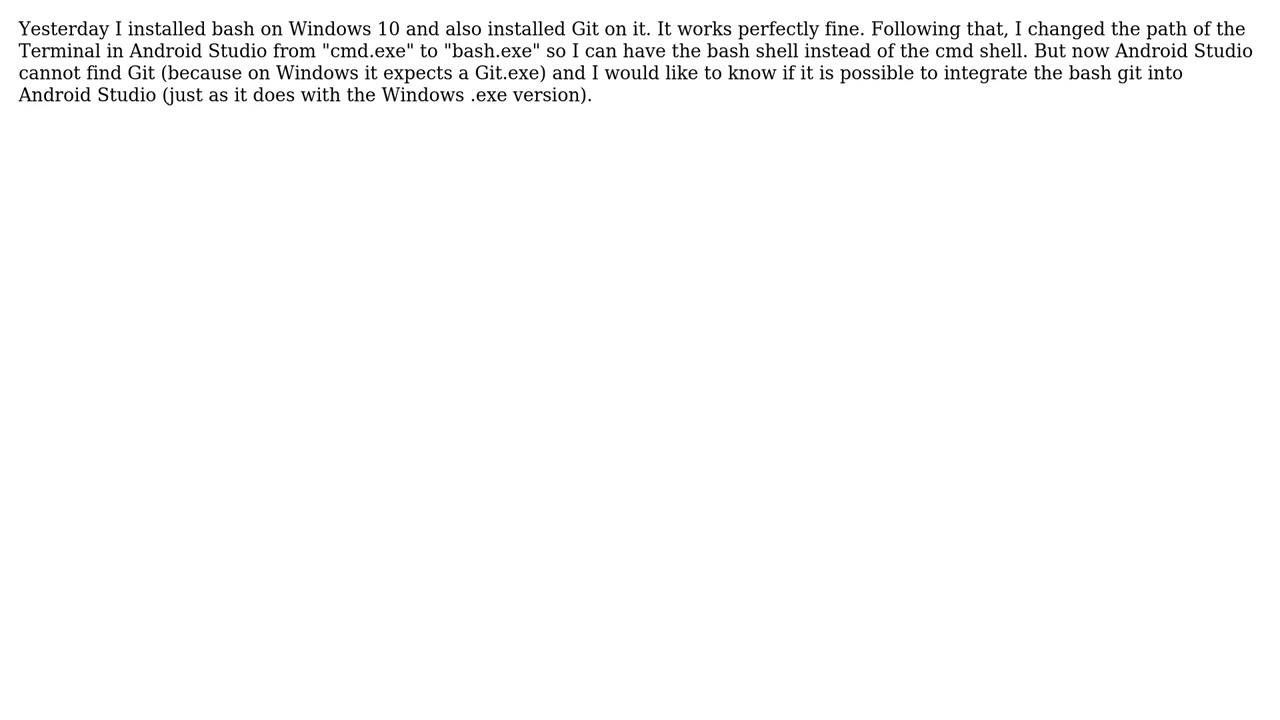 Yesterday I installed bash on Windows 10 and also installed Git on it. It works perfectly fine. Following that, I changed the path of the
Terminal in Android Studio from "cmd.exe" to "bash.exe" so I can have the bash shell instead of the cmd shell. But now Android Studio
cannot find Git (because on Windows it expects a Git.exe) and I would like to know if it is possible to integrate the bash git into
Android Studio (just as it does with the Windows .exe version).